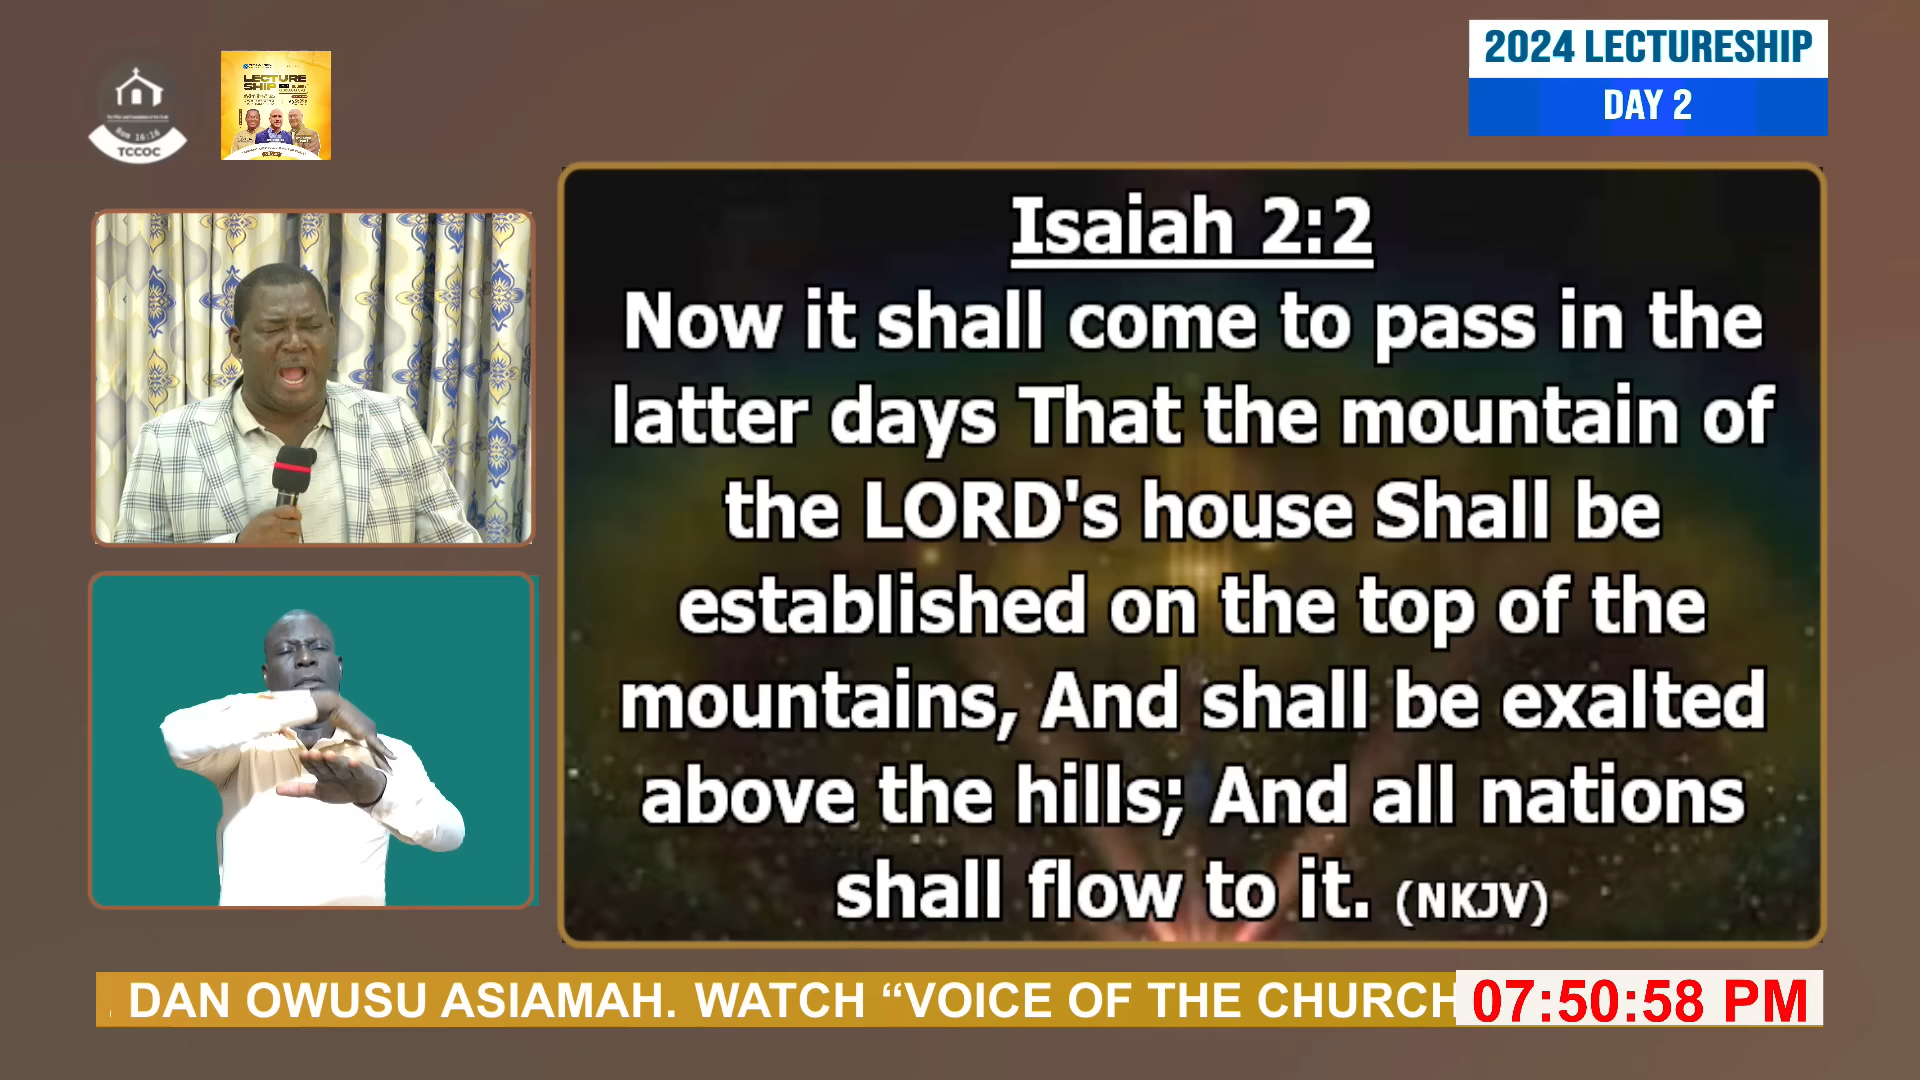 2024 LECTURESHIP
DAY 2
LECTURE
SHIP
Rom 16:16
TCCOC
Isaiah 2:2
Now it shall come to pass in the
latter days That the mountain of
the LORD's house Shall be
established on the top of the
mountains, And shall be exalted
above the hills; And all nations
shall flow to it. (NKJV)
DAN OWUSU ASIAMAH. WATCH “VOICE OF THE CHURCH
07:50:58 PM